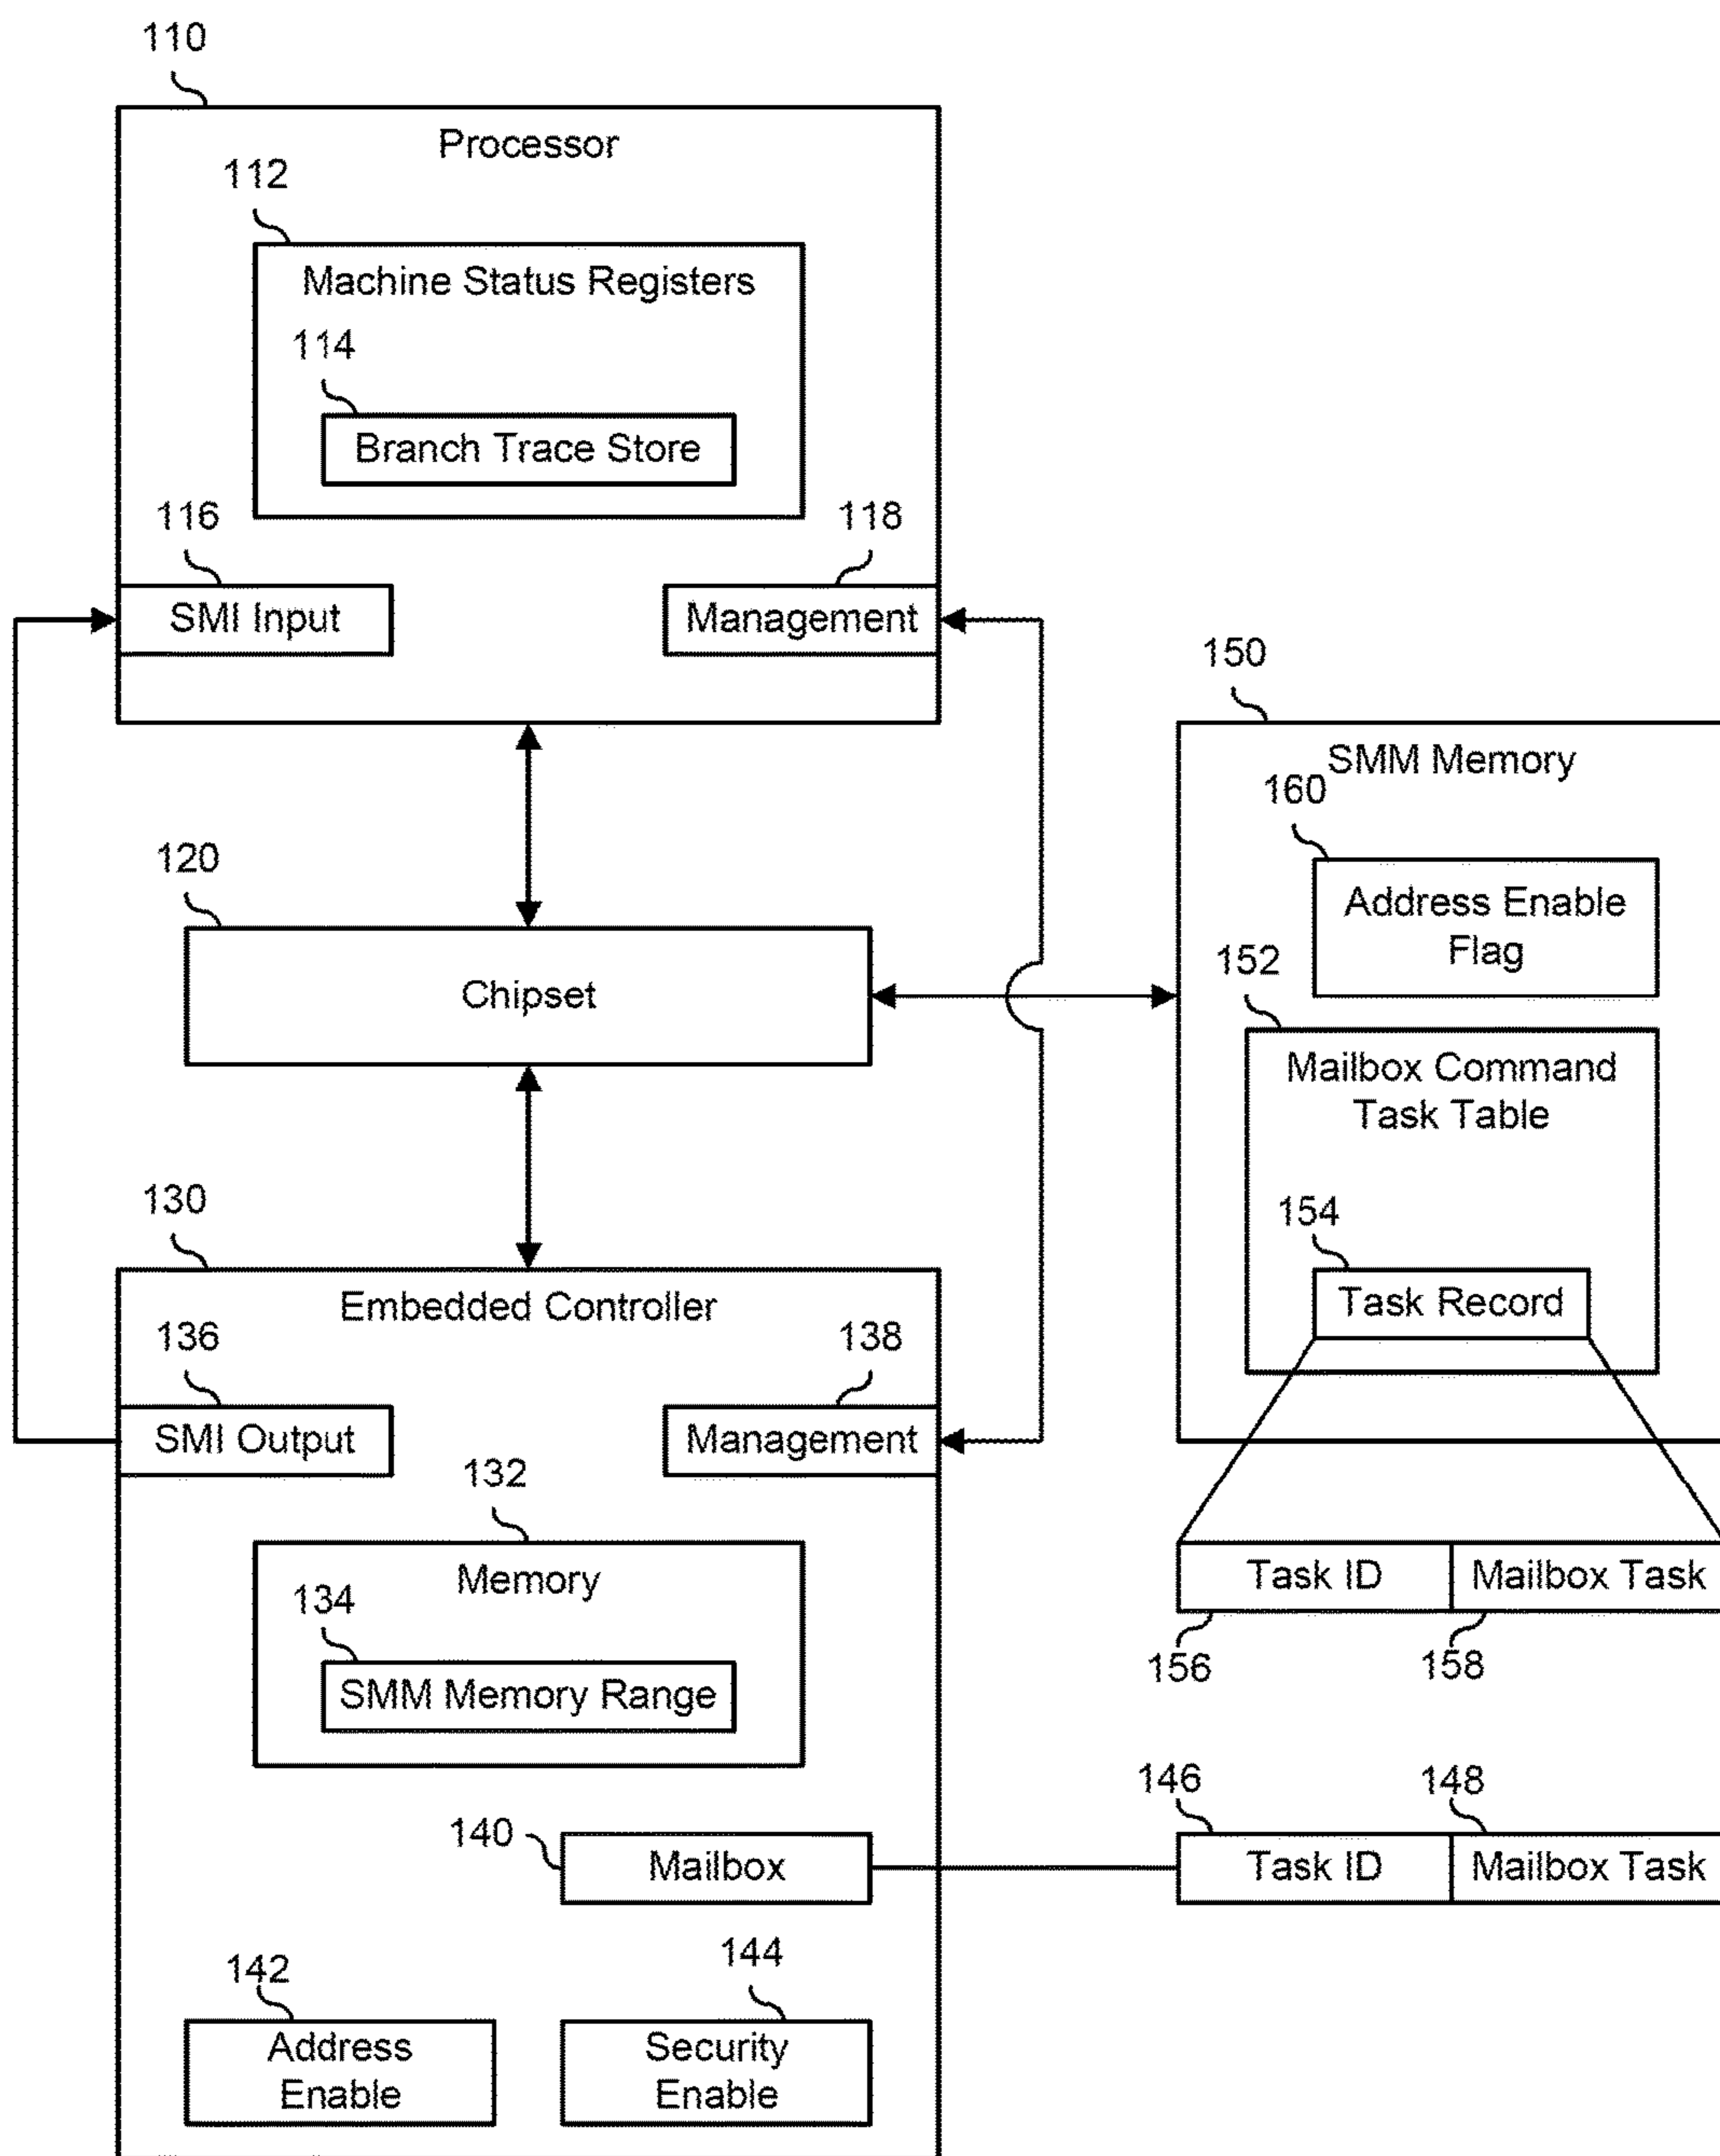 110
Processor
112
Machine Status Registers
114
Branch Trace Store
116
118
SMI Input
Management
150
SMM Memory
160
Address Enable
Flag
120
Chipset
152
Mailbox Command
Task Table
154
Task Record
130
Embedded Controller
136
138
SMI Output
Management
132
Memory
134
SMM Memory Range
Task ID
Mailbox Task
156
158
146
148
140
Mailbox
Task ID
Mailbox Task
142
144
Address
Enable
Security
Enable